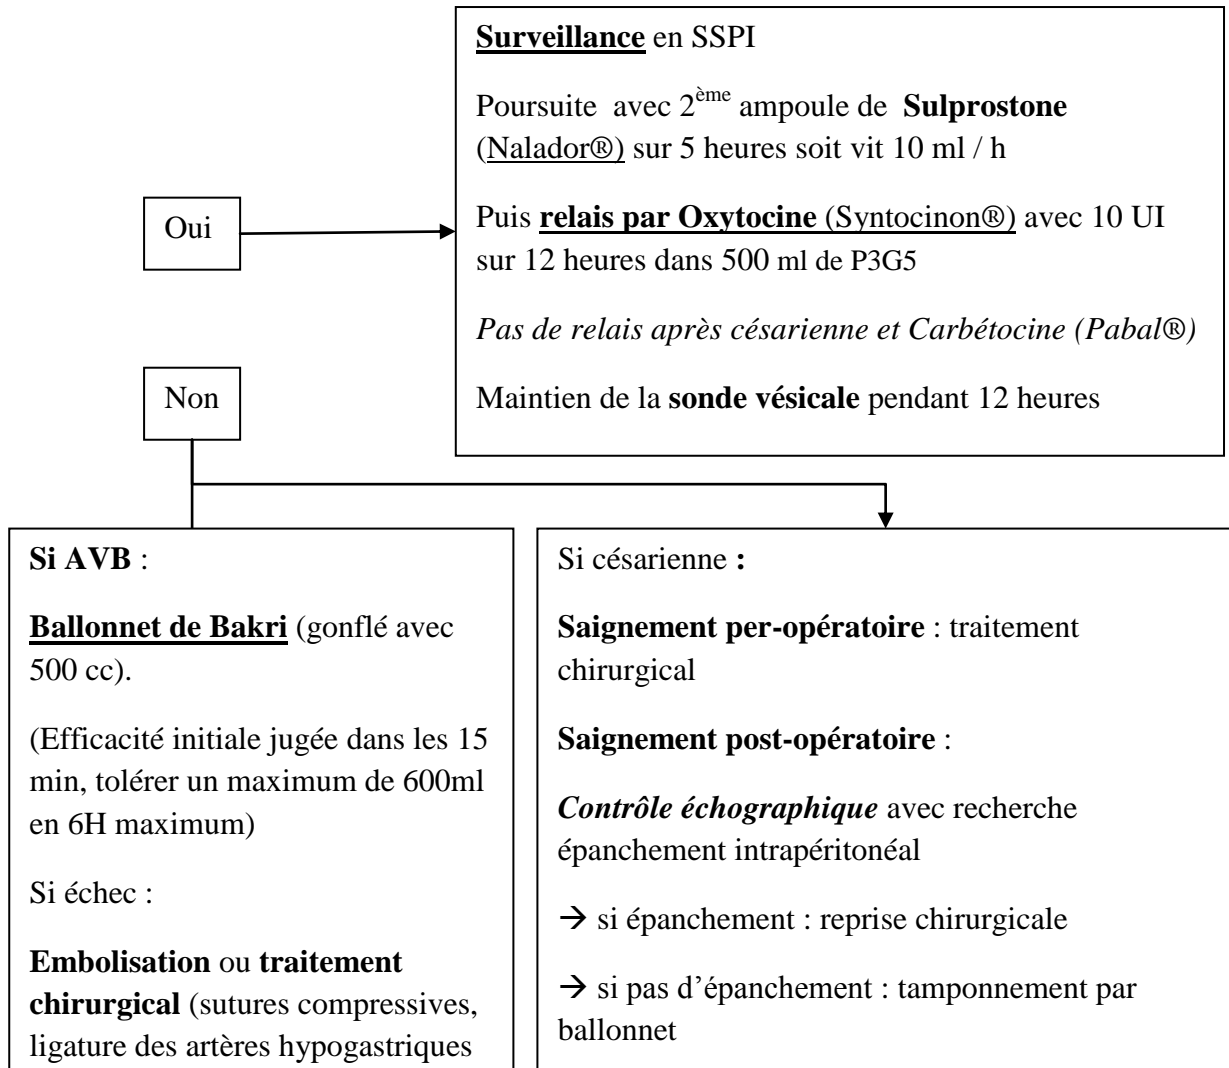 Surveillance en SSPI
Poursuite avec 2ème ampoule de Sulprostone
(Nalador®) sur 5 heures soit vit 10 ml / h
Oui
Puis relais par Oxytocine (Syntocinon®) avec 10 UI
sur 12 heures dans 500 ml de P3G5
Pas de relais après césarienne et Carbétocine (Pabal®)
Maintien de la sonde vésicale pendant 12 heures
Non
Si AVB :
Ballonnet de Bakri (gonflé avec
500 cc).
(Efficacité initiale jugée dans les 15
min, tolérer un maximum de 600ml
en 6H maximum)
Si échec :
Embolisation ou traitement
chirurgical (sutures compressives,
ligature des artères hypogastriques
Si césarienne :
Saignement per-opératoire : traitement
chirurgical
Saignement post-opératoire :
Contrôle échographique avec recherche
épanchement intrapéritonéal
→ si épanchement : reprise chirurgicale
→ si pas d’épanchement : tamponnement par
ballonnet